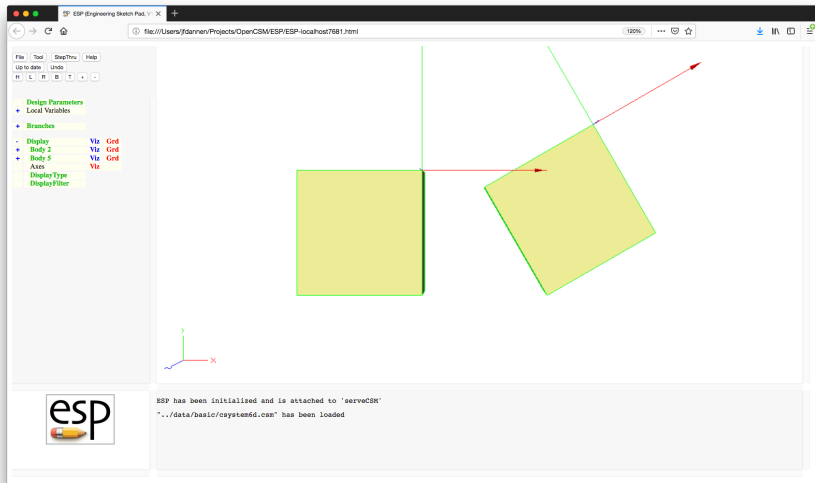 ESP (Engineering Sketch Pad, V
file:///Users/jfdannen/Projects/OpenCSM/ESP/ESP-localhost7681.html
120%
File Tool StepThru Help
Up to date Undo
H L R B T + -
Design Parameters
+ Local Variables
+ Branches
- Display Viz Grd
+ Body 2 Viz Grd
+ Body 5 Viz Grd
Axes Viz
DisplayType
DisplayFilter
X
esp
ESP has been initialized and is attached to 'serveCSM'
"../data/basic/csystem6d.csm" has been loaded